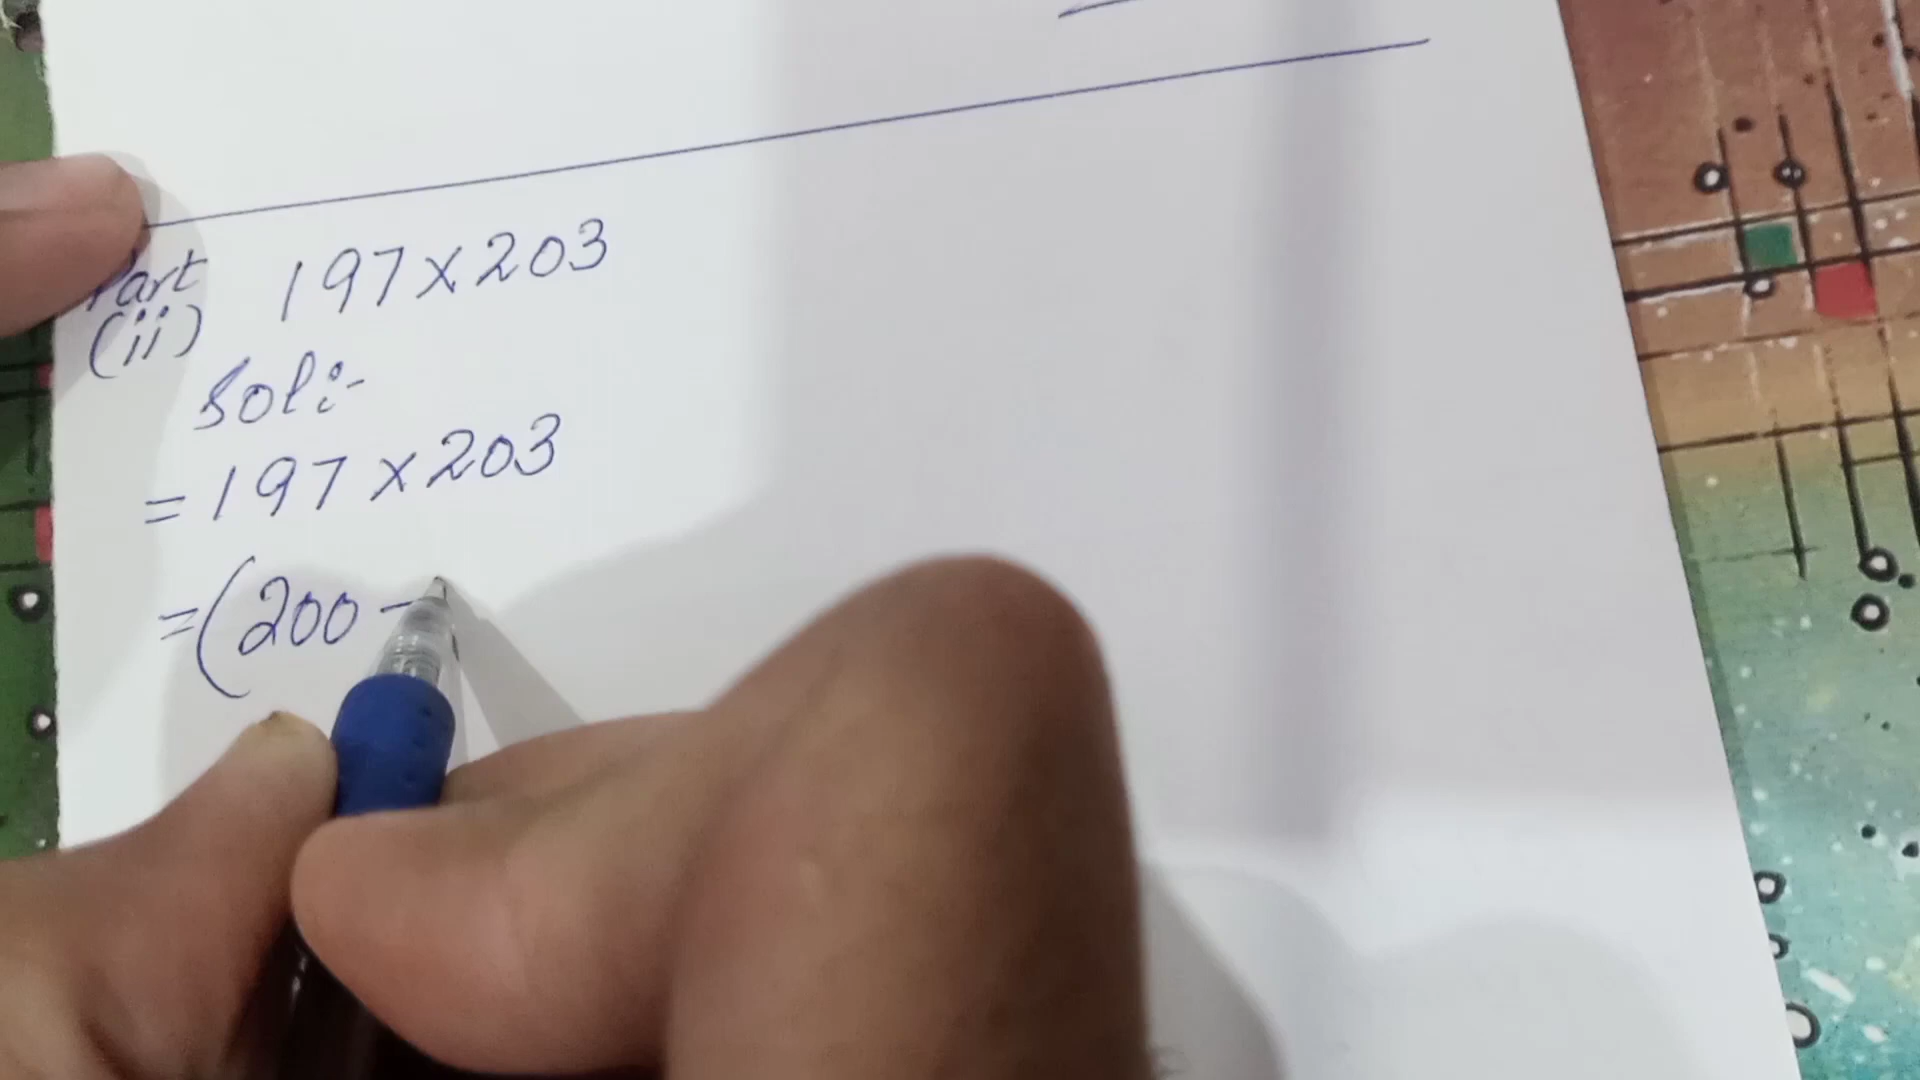 Part 197×203
(ii)
Sol:-
=197×203
=(200-